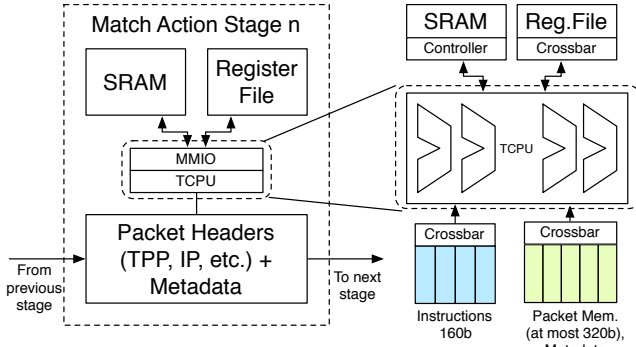 Match Action Stage n
SRAM
Register
File
MMIO
TCPU
Packet Headers
(TPP, IP, etc.) +
Metadata
From
previous
stage
To next
stage
SRAM
Controller
Reg.File
Crossbar
TCPU
Crossbar
Instructions
160b
Crossbar
Packet Mem.
(at most 320b),